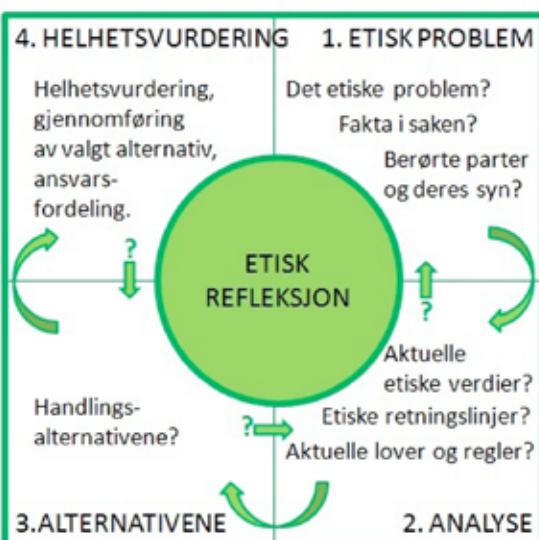 4. HELHETSVURDERING
Helhetsvurdering,
gjennomføring
av valgt alternativ,
ansvars-
fordeling.
?
1. ETISK PROBLEM
Det etiske problem?
Fakta i saken?
Berørte parter
og deres syn?
ETISK
REFLEKSJON
?
Aktuelle
etiske verdier?
Etiske retningslinjer?
Aktuelle lover og regler?
2. ANALYSE
Handlings-
alternativene?
?
3.ALTERNATIVENE